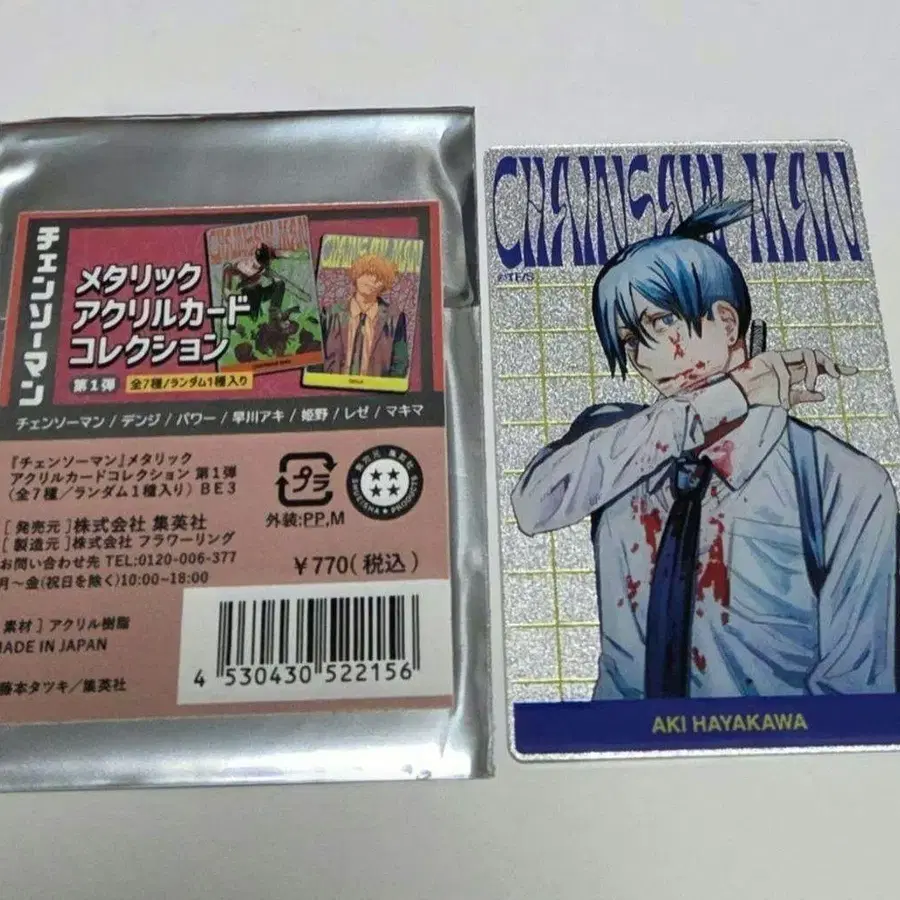 チェンソーマン
CHAINSAW MAN
CHAINSAW MAN
メタリック
アクリルカード
コレクション
第1弾
全7種/ランダム1種入り
チェンソーマン / デンジ / パワー / 早川アキ / 姫野 / レゼ / マキマ
『チェンソーマン』メタリック
アクリルカードコレクション 第1弾
(全7種/ランダム1種入り) BE3
プラ
外装:PP,M
SHUEISHA PRODUCTS
[ 発売元 ] 株式会社 集英社
[ 製造元 ] 株式会社 フラワーリング
お問い合わせ先 TEL:0120-006-377
月~金(祝日を除く)10:00~18:00
¥770(税込)
素材 ] アクリル樹脂
MADE IN JAPAN
藤本タツキ/集英社
4 530430 522156
CHAINSAW MAN
©TF/S
AKI HAYAKAWA